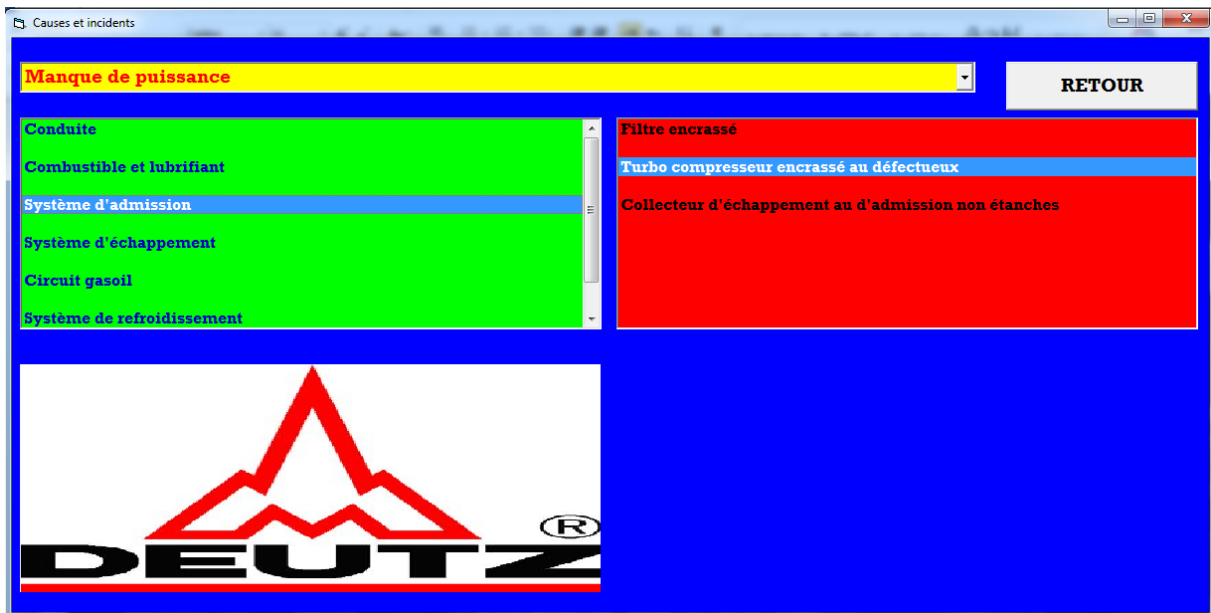 Causes et incidents
Manque de puissance
RETOUR
Conduite
Combustible et lubrifiant
Système d'admission
Système d'échappement
Circuit gasoil
Système de refroidissement
Filtre encrassé
Turbo compresseur encrassé au défectueux
Collecteur d'échappement au d'admission non étanches
®
DEUTZ